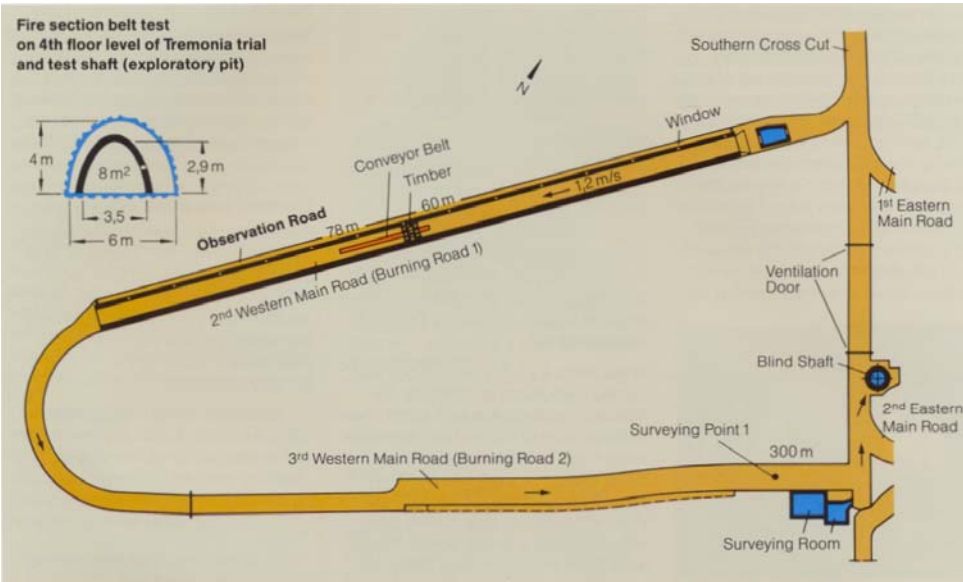 Fire section belt test
on 4th floor level of Tremonia trial
and test shaft (exploratory pit)
4 m
8 m²
2,9 m
3,5
6 m
N
Southern Cross Cut
Window
Conveyor Belt
Timber
60 m
1,2 m/s
78 m
Observation Road
2nd Western Main Road (Burning Road 1)
1st Eastern
Main Road
Ventilation
Door
Blind Shaft
2nd Eastern
Main Road
Surveying Point 1
300 m
3rd Western Main Road (Burning Road 2)
Surveying Room